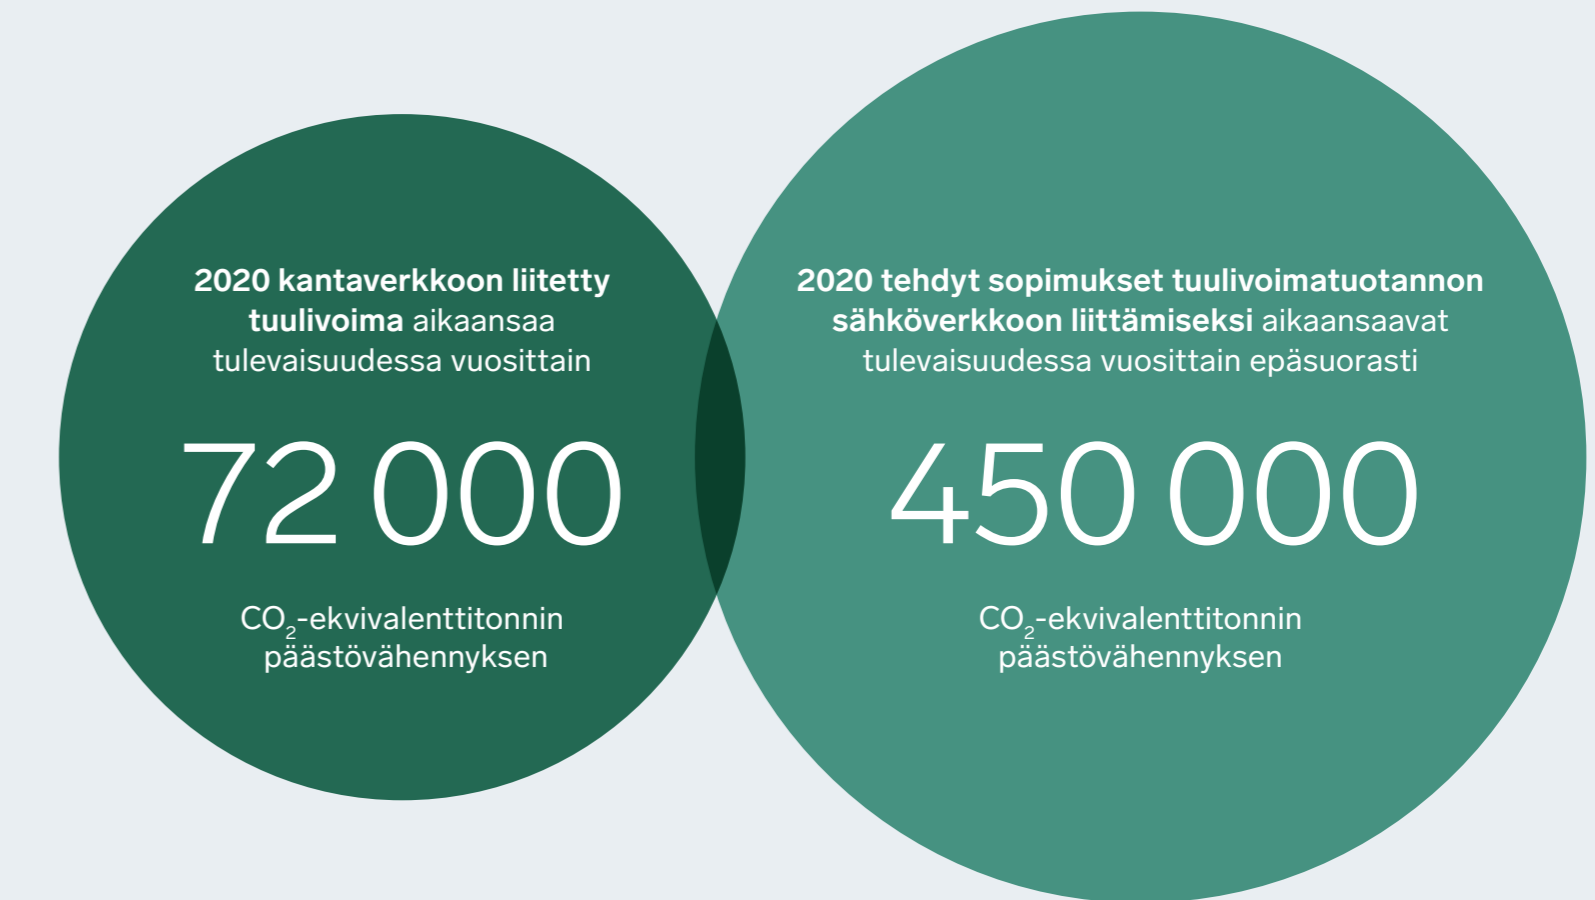 2020 kantaverkkoon liitetty
tuulivoima aikaansaa
tulevaisuudessa vuosittain
72 000
CO₂-ekvivalenttitonnin
päästövähennyksen
2020 tehdyt sopimukset tuulivoimatuotannon
sähköverkkoon liittämiseksi aikaansaavat
tulevaisuudessa vuosittain epäsuorasti
450 000
CO₂-ekvivalenttitonnin
päästövähennyksen